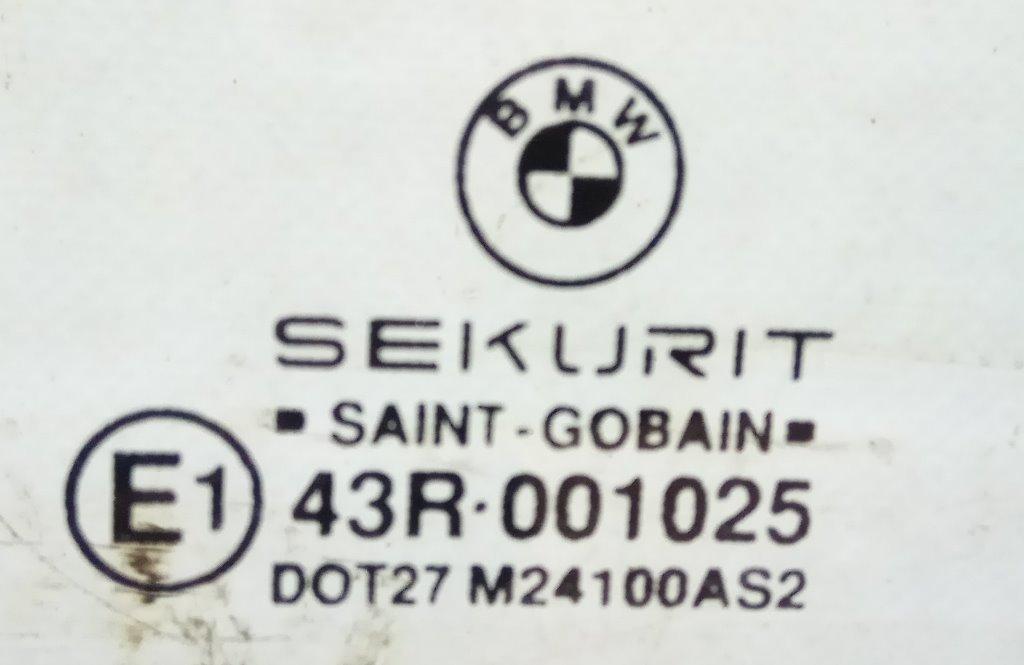 BMW
SEKURIT
SAINT-GOBAIN
E1 43R·001025
DOT27 M24100AS2